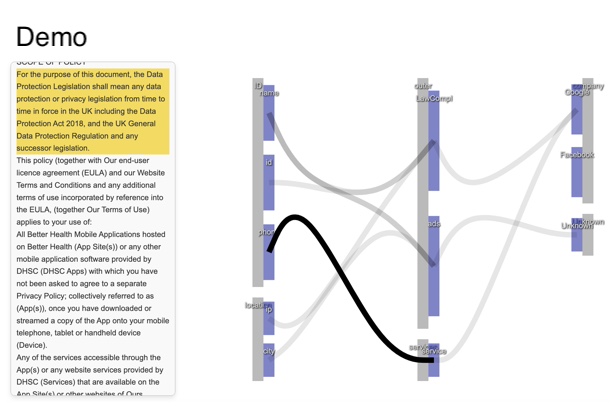 Demo
SCOPE OF POLICY
For the purpose of this document, the Data
Protection Legislation shall mean any data
protection or privacy legislation from time to
time in force in the UK including the Data
Protection Act 2018, and the UK General
Data Protection Regulation and any
successor legislation.
This policy (together with Our end-user
licence agreement (EULA) and our Website
Terms and Conditions and any additional
terms of use incorporated by reference into
the EULA, (together Our Terms of Use)
applies to your use of:
All Better Health Mobile Applications hosted
on Better Health (App Site(s)) or any other
mobile application software provided by
DHSC (DHSC Apps) with which you have
not been asked to agree to a separate
Privacy Policy; collectively referred to as
(App(s)), once you have downloaded or
streamed a copy of the App onto your mobile
telephone, tablet or handheld device
(Device).
Any of the services accessible through the
App(s) or any website services provided by
DHSC (Services) that are available on the
App Site(s) or other websites of Ours
ID
name
id
ip
city
LawCompl
ads
service
company
Google
Facebook
Unknown
Unknown